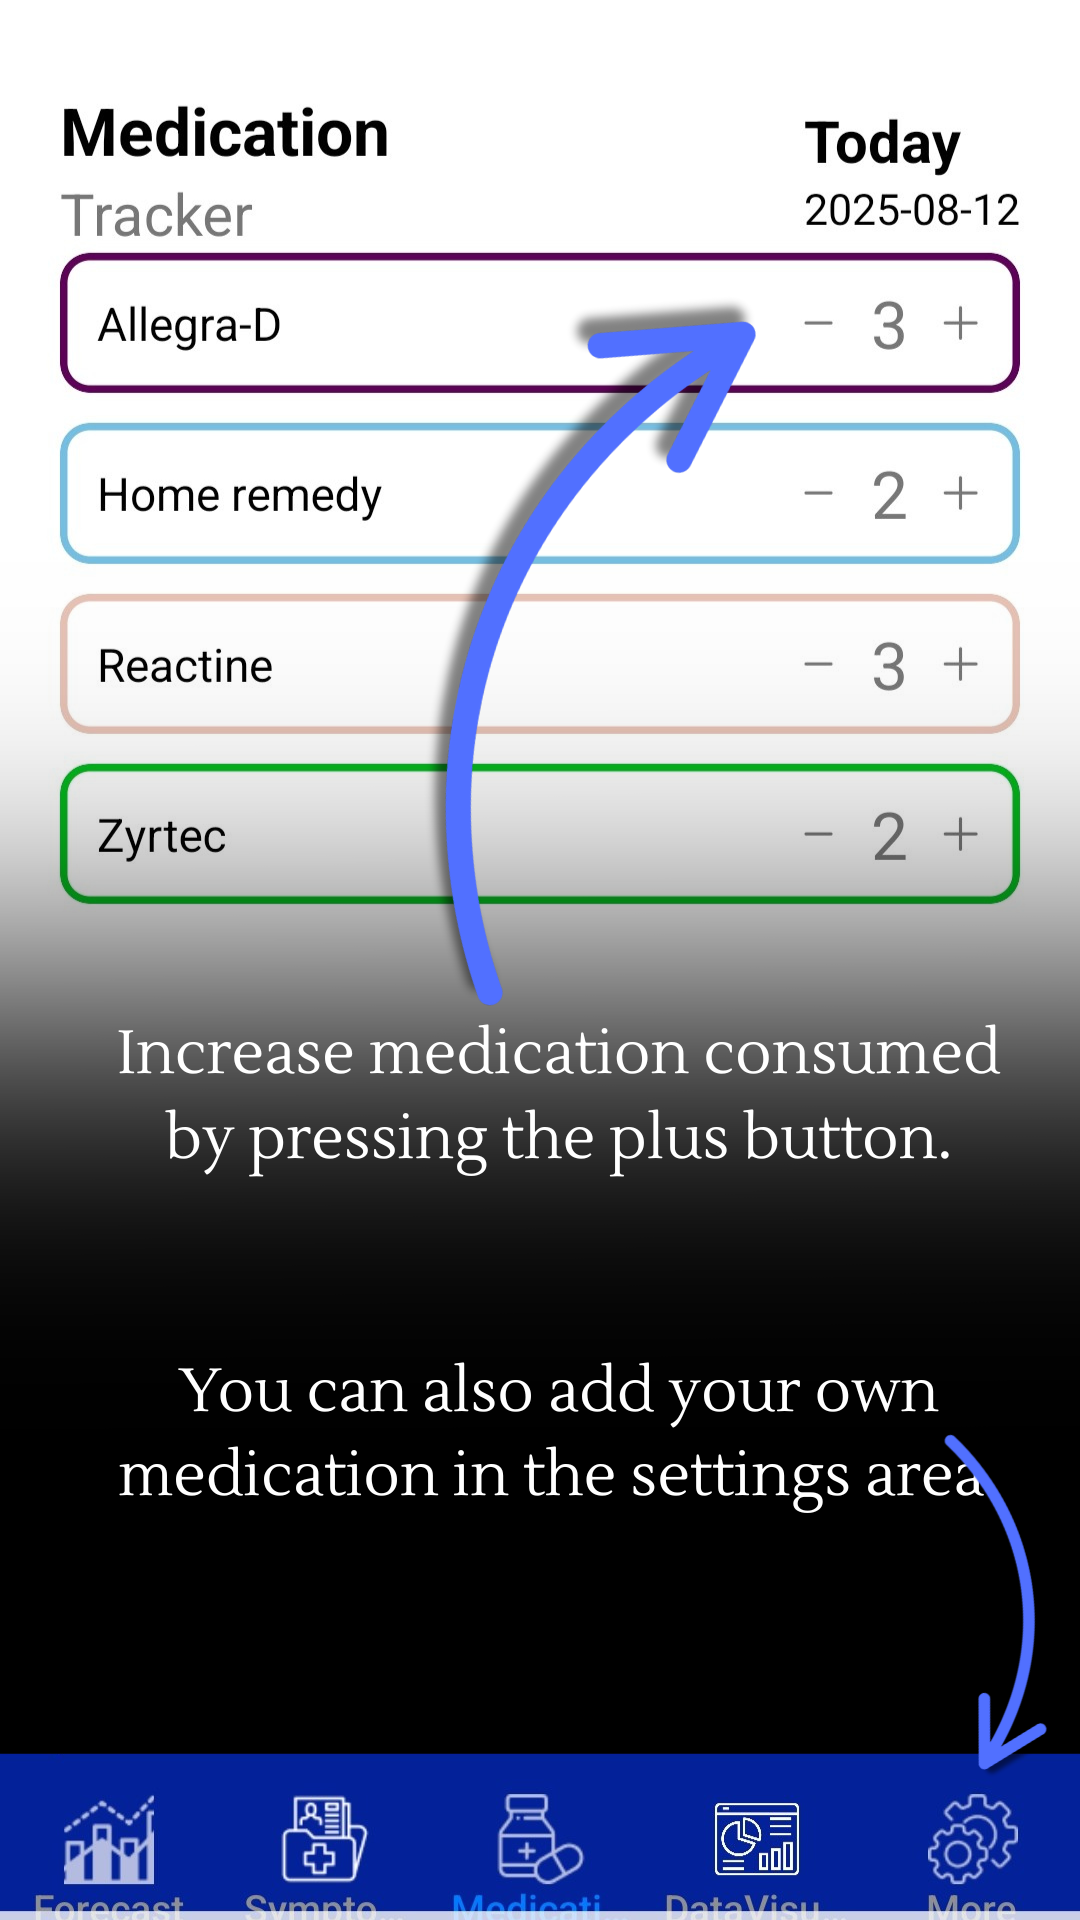 Medication
Today
Tracker
2025-08-12
Allegra-D
− 3 +
Home remedy
− 2 +
Reactine
− 3 +
Zyrtec
− 2 +
Increase medication consumed
by pressing the plus button.
You can also add your own
medication in the settings area
Forecast Sympto... Medicati... DataVisu... More